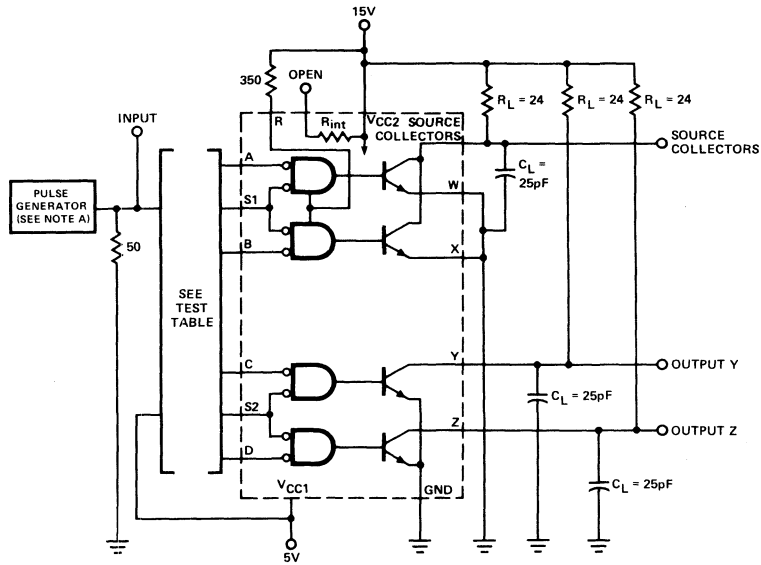 15V
350
OPEN
INPUT
R
Rint
VCC2 SOURCE
COLLECTORS
RL = 24
RL = 24
RL = 24
SOURCE
COLLECTORS
CL =
25pF
PULSE
GENERATOR
(SEE NOTE A)
50
A
S1
B
W
X
SEE
TEST
TABLE
C
S2
D
Y
Z
OUTPUT Y
CL = 25pF
OUTPUT Z
CL = 25pF
VCC1
GND
5V